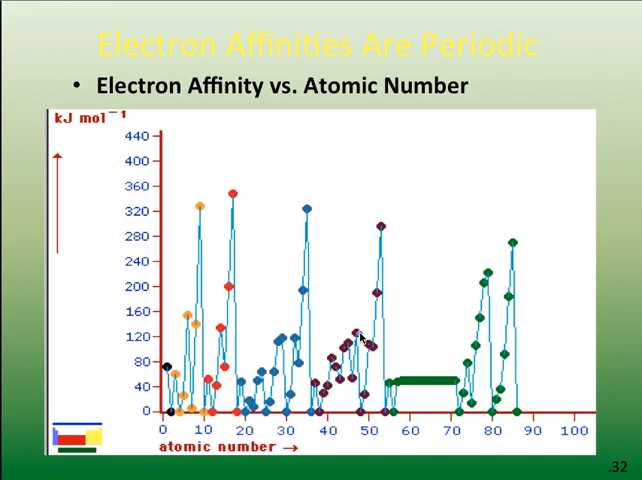 Electron Affinities Are Periodic
• Electron Affinity vs. Atomic Number
kJ mol⁻¹
440
400
360
320
280
240
200
160
120
80
40
0
0 10 20 30 40 50 60 70 80 90 100
atomic number →
.32